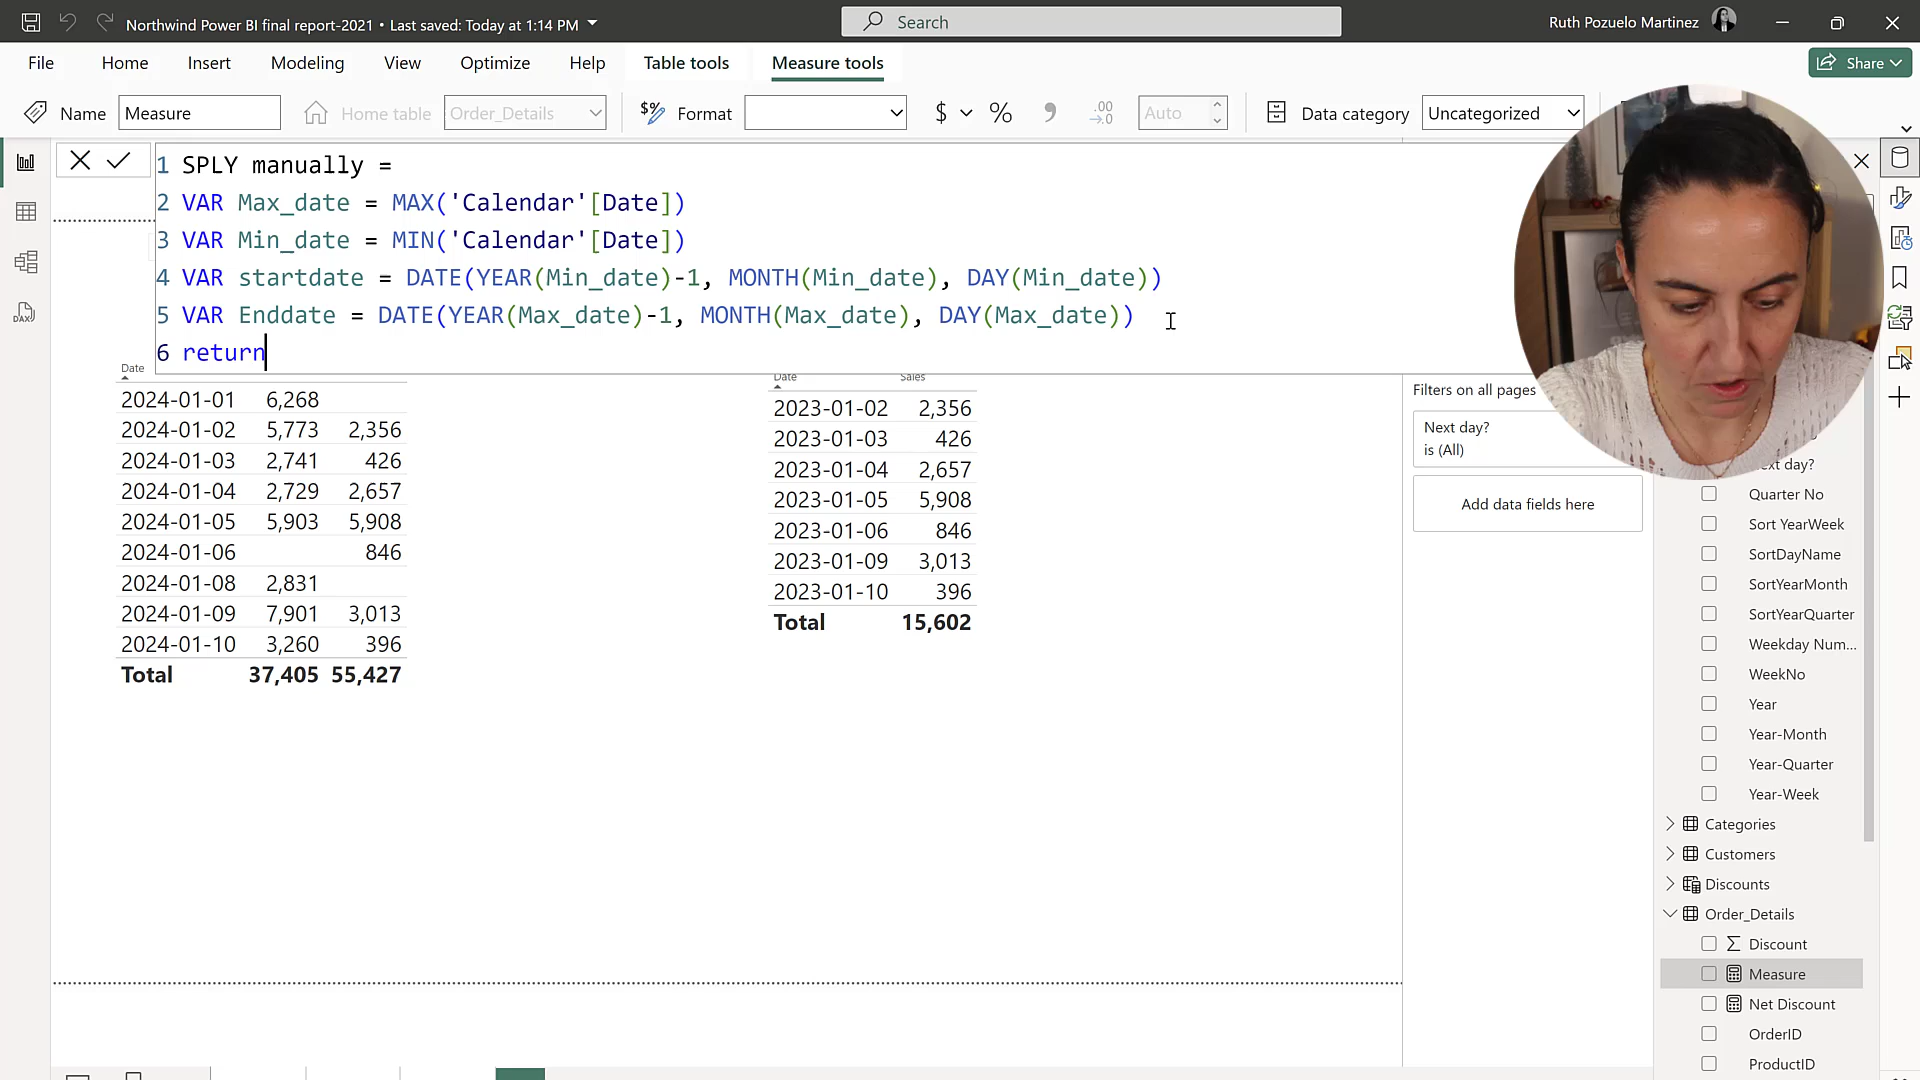 Northwind Power BI final report-2021 • Last saved: Today at 1:14 PM
Search
Ruth Pozuelo Martinez
File
Home
Insert
Modeling
View
Optimize
Help
Table tools
Measure tools
Share
Name
Measure
Home table
Order_Details
Format
$
%
.00
→.0
Auto
Data category
Uncategorized
1 SPLY manually =
2 VAR Max_date = MAX('Calendar'[Date])
3 VAR Min_date = MIN('Calendar'[Date])
4 VAR startdate = DATE(YEAR(Min_date)-1, MONTH(Min_date), DAY(Min_date))
5 VAR Enddate = DATE(YEAR(Max_date)-1, MONTH(Max_date), DAY(Max_date))
6 return
DAX
Date
2024-01-01 6,268
2024-01-02 5,773 2,356
2024-01-03 2,741 426
2024-01-04 2,729 2,657
2024-01-05 5,903 5,908
2024-01-06 846
2024-01-08 2,831
2024-01-09 7,901 3,013
2024-01-10 3,260 396
Total 37,405 55,427
Date Sales
2023-01-02 2,356
2023-01-03 426
2023-01-04 2,657
2023-01-05 5,908
2023-01-06 846
2023-01-09 3,013
2023-01-10 396
Total 15,602
Filters on all pages
Next day?
is (All)
Add data fields here
day?
Quarter No
Sort YearWeek
SortDayName
SortYearMonth
SortYearQuarter
Weekday Num...
WeekNo
Year
Year-Month
Year-Quarter
Year-Week
Categories
Customers
Discounts
Order_Details
Discount
Measure
Net Discount
OrderID
ProductID